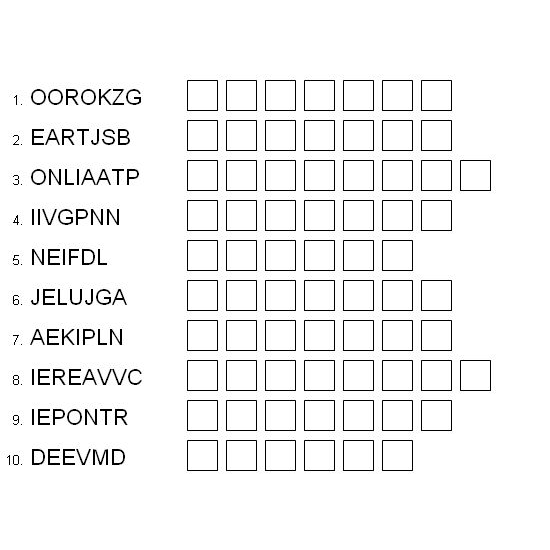 1. OOROKZG
2. EARTJSB
3. ONLIAATP
4. IIVGPNN
5. NEIFDL
6. JELUJGA
7. AEKIPLN
8. IEREAVVC
9. IEPONTR
10. DEEVMD